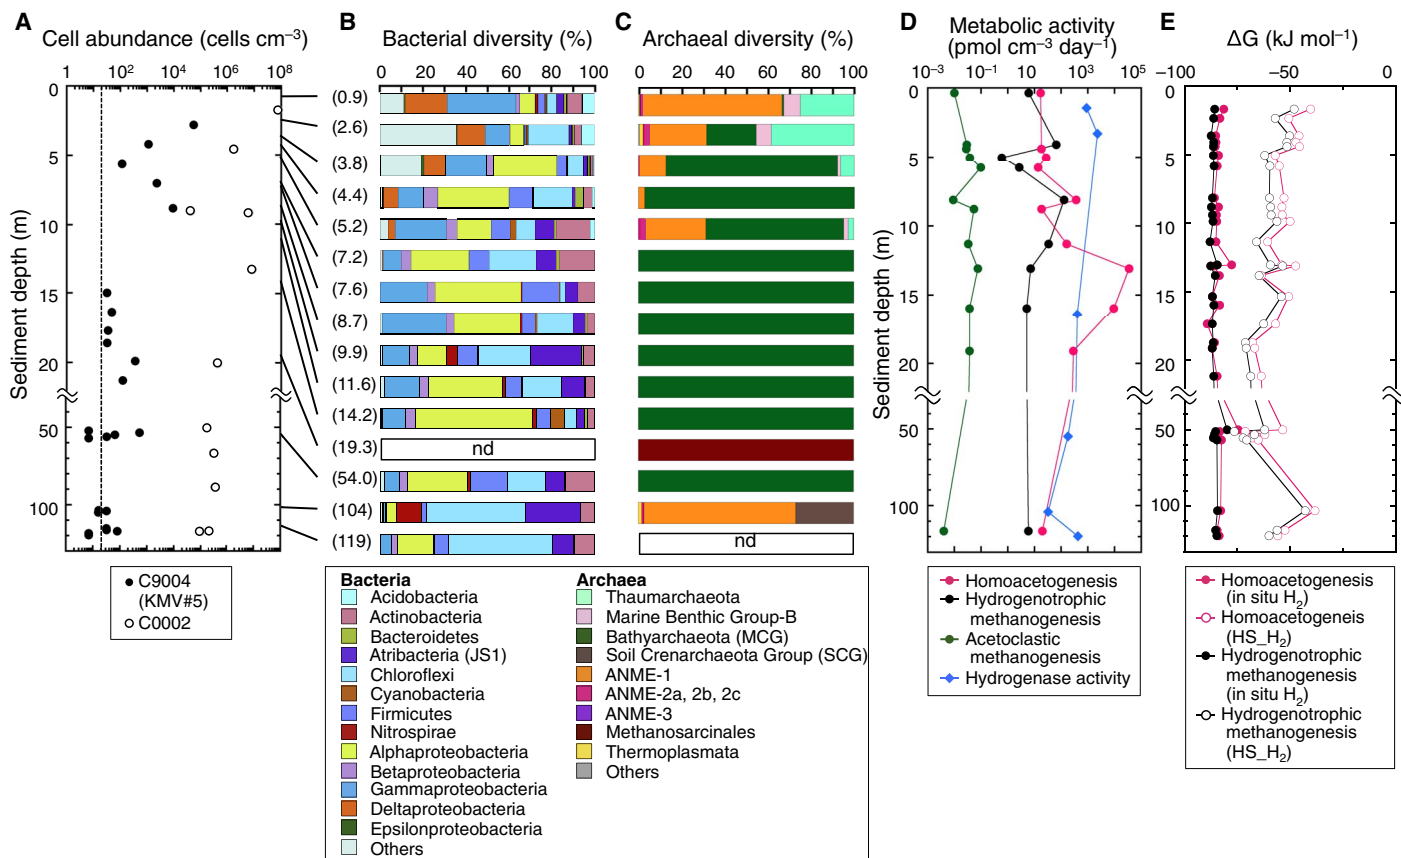 A
Cell abundance (cells cm–3)
1
10²
10⁴
10⁶
10⁸
0
5
10
15
20
50
100
Sediment depth (m)
C9004
(KMV#5)
C0002
B
Bacterial diversity (%)
0 20 40 60 80 100
(0.9)
(2.6)
(3.8)
(4.4)
(5.2)
(7.2)
(7.6)
(8.7)
(9.9)
(11.6)
(14.2)
(19.3)
nd
(54.0)
(104)
(119)
C
Archaeal diversity (%)
0 20 40 60 80 100
nd
Bacteria
Acidobacteria
Actinobacteria
Bacteroidetes
Atribacteria (JS1)
Chloroflexi
Cyanobacteria
Firmicutes
Nitrospirae
Alphaproteobacteria
Betaproteobacteria
Gammaproteobacteria
Deltaproteobacteria
Epsilonproteobacteria
Others
Archaea
Thaumarchaeota
Marine Benthic Group-B
Bathyarchaeota (MCG)
Soil Crenarchaeota Group (SCG)
ANME-1
ANME-2a, 2b, 2c
ANME-3
Methanosarcinales
Thermoplasmata
Others
D
Metabolic activity
(pmol cm–3 day–1)
10–3 10–1 10 10³ 10⁵
0
5
10
15
20
50
100
Sediment depth (m)
Homoacetogenesis
Hydrogenotrophic
methanogenesis
Acetoclastic
methanogenesis
Hydrogenase activity
E
ΔG (kJ mol–1)
–100 –50 0
0
5
10
15
20
50
100
Homoacetogenesis
(in situ H₂)
Homoacetogeneis
(HS_H₂)
Hydrogenotrophic
methanogenesis
(in situ H₂)
Hydrogenotrophic
methanogenesis
(HS_H₂)